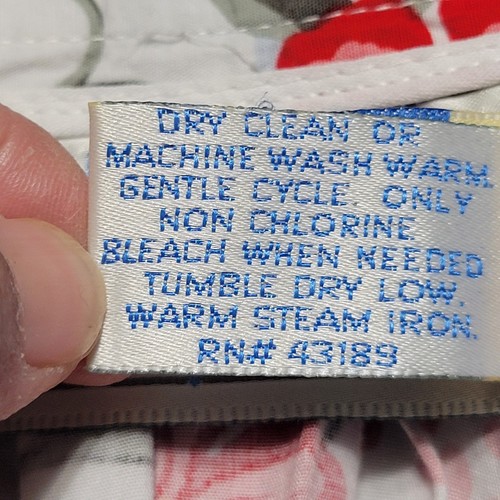 DRY CLEAN OR
MACHINE WASH WARM,
GENTLE CYCLE. ONLY
NON CHLORINE
BLEACH WHEN NEEDED
TUMBLE DRY LOW.
WARM STEAM IRON.
RN# 43189